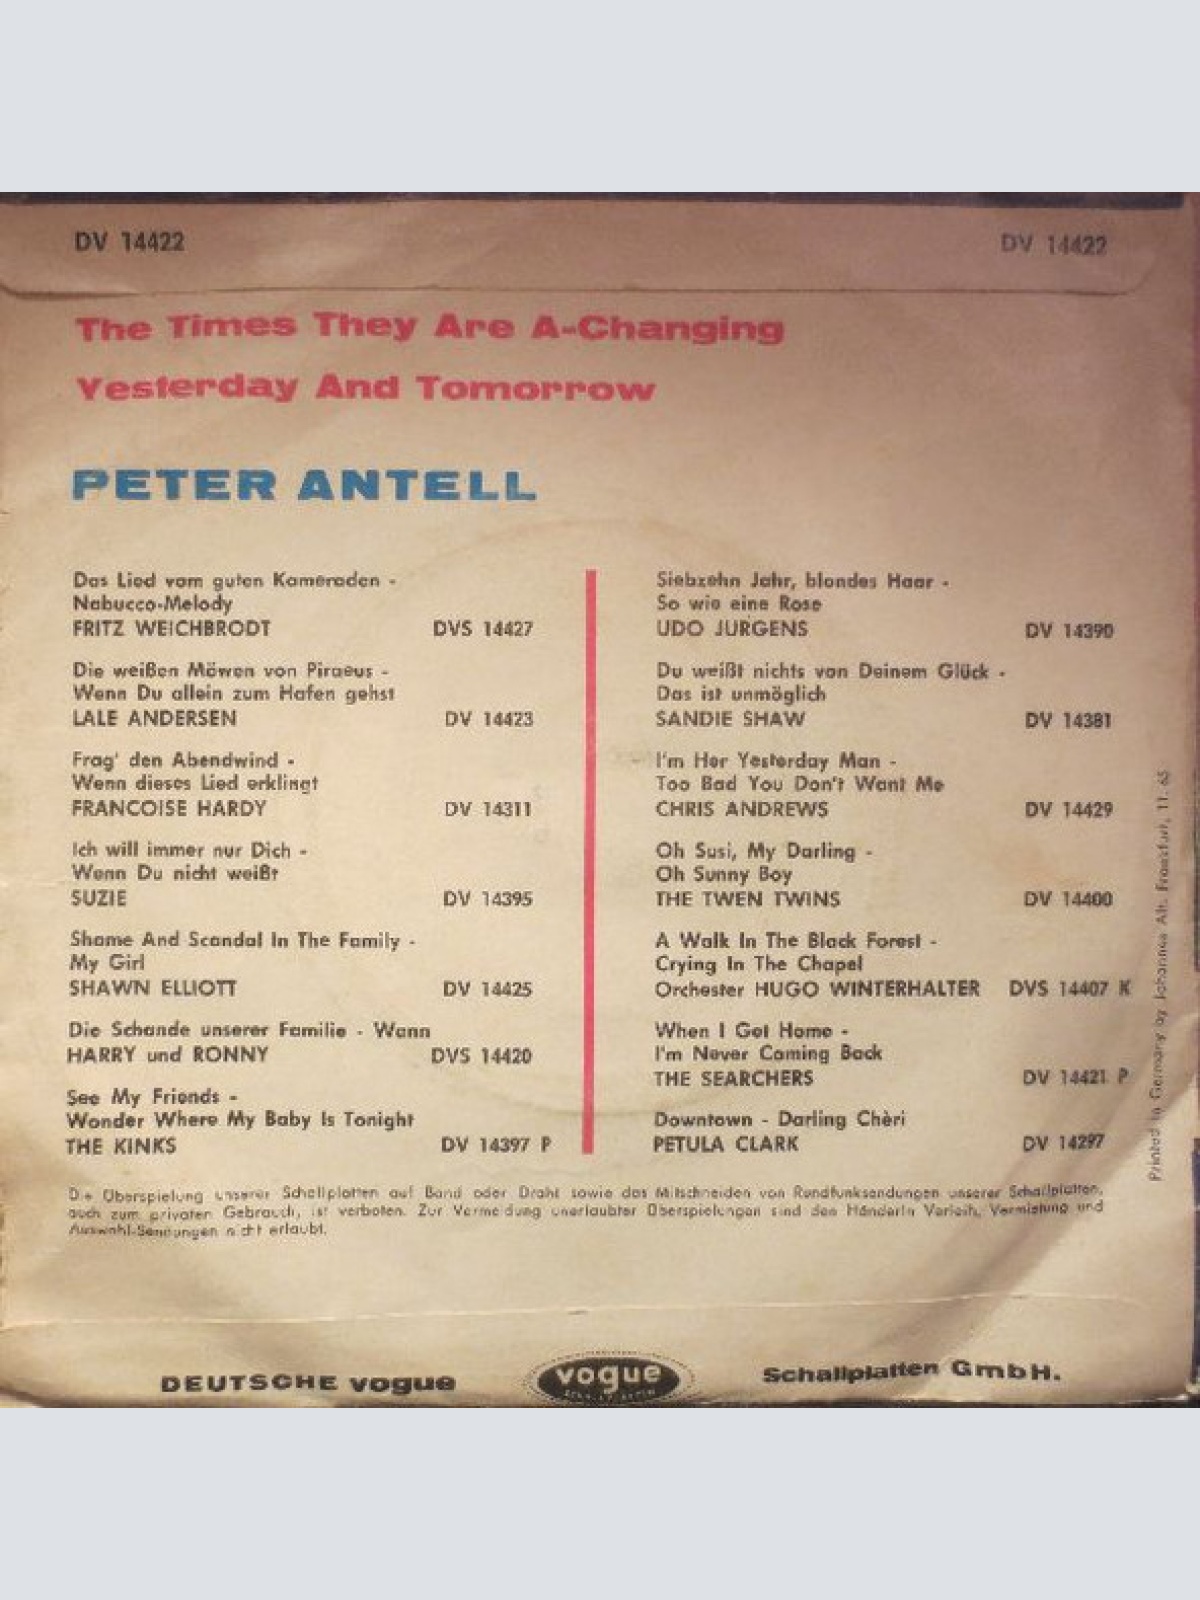 DV 14422
DV 14422
The Times They Are A-Changing
Yesterday And Tomorrow
PETER ANTELL
Das Lied vom guten Kameraden -
Nabucco-Melody
FRITZ WEICHBRODT DVS 14427
Die weißen Möwen von Piraeus -
Wenn Du allein zum Hafen gehst
LALE ANDERSEN DV 14423
Frag' den Abendwind -
Wenn dieses Lied erklingt
FRANCOISE HARDY DV 14311
Ich will immer nur Dich -
Wenn Du nicht weißt
SUZIE DV 14395
Shame And Scandal In The Family -
My Girl
SHAWN ELLIOTT DV 14425
Die Schande unserer Familie - Wann
HARRY und RONNY DVS 14420
See My Friends -
Wonder Where My Baby Is Tonight
THE KINKS DV 14397 P
Siebzehn Jahr, blondes Haar -
So wie eine Rose
UDO JURGENS DV 14390
Du weißt nichts von Deinem Glück -
Das ist unmöglich
SANDIE SHAW DV 14381
I'm Her Yesterday Man -
Too Bad You Don't Want Me
CHRIS ANDREWS DV 14429
Oh Susi, My Darling -
Oh Sunny Boy
THE TWEN TWINS DV 14400
A Walk In The Black Forest -
Crying In The Chapel
Orchester HUGO WINTERHALTER DVS 14407 K
When I Get Home -
I'm Never Coming Back
THE SEARCHERS DV 14421 P
Downtown - Darling Chèri
PETULA CLARK DV 14297
Die Überspielung unserer Schallplatten auf Band oder Draht sowie das Mitschneiden von Rundfunksendungen unserer Schallplatten,
auch zum privaten Gebrauch, ist verboten. Zur Vermeidung unerlaubter Überspielungen sind den Händlern Verleih, Vermietung und
Auswahl-Sendungen nicht erlaubt.
Printed in Germany by Johannes Alt, Frankfurt, 11. 65
DEUTSCHE vogue
vogue
Schallplatten GmbH.